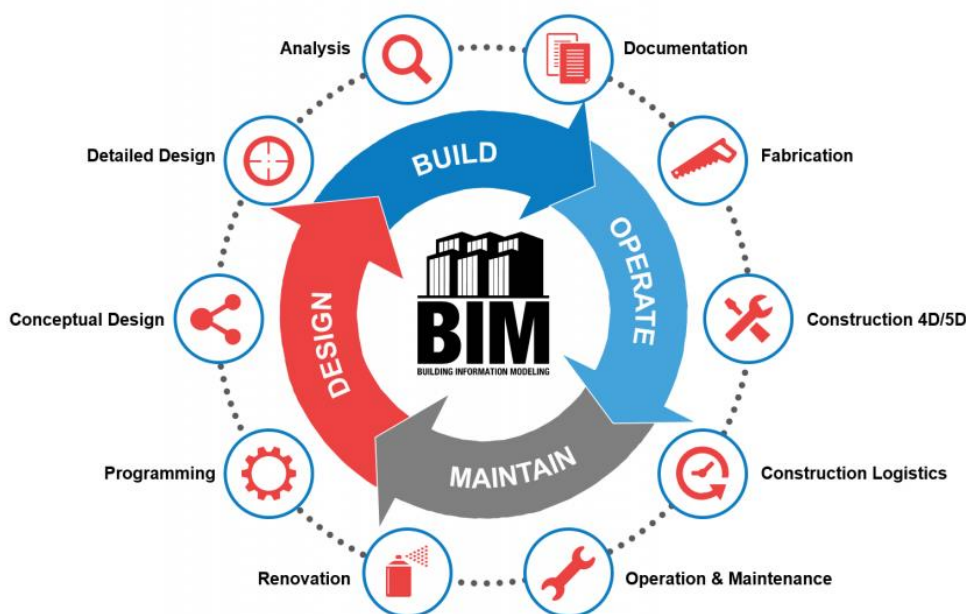 Analysis
Documentation
Detailed Design
Fabrication
Conceptual Design
Construction 4D/5D
Programming
Construction Logistics
Renovation
Operation & Maintenance
BUILD
OPERATE
MAINTAIN
DESIGN
BIM
BUILDING INFORMATION MODELING